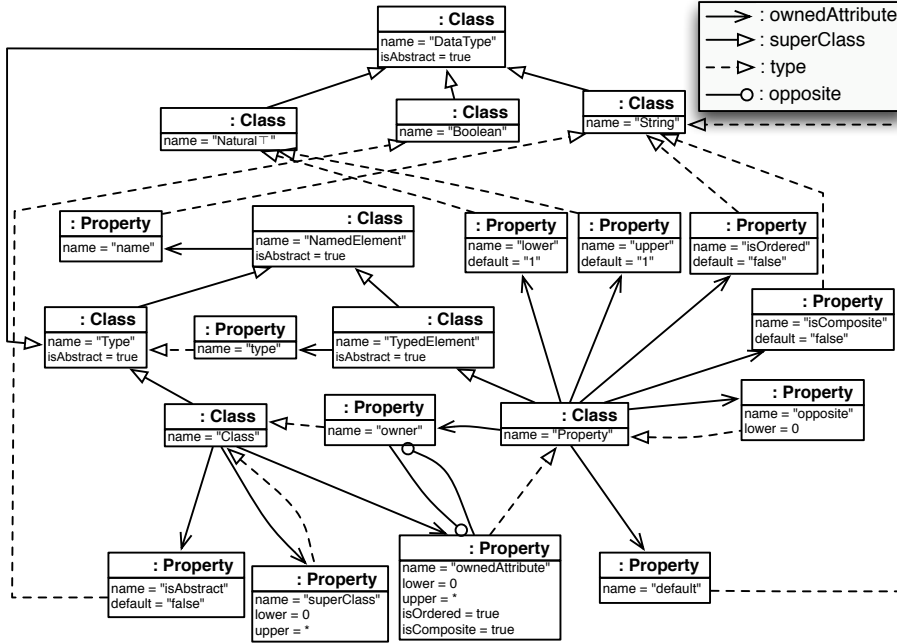 : Class
name = "DataType"
isAbstract = true
: ownedAttribute
: superClass
: type
: opposite
: Class
name = "Natural⊤"
: Class
name = "Boolean"
: Class
name = "String"
: Property
name = "name"
: Class
name = "NamedElement"
isAbstract = true
: Property
name = "lower"
default = "1"
: Property
name = "upper"
default = "1"
: Property
name = "isOrdered"
default = "false"
: Class
name = "Type"
isAbstract = true
: Property
name = "type"
: Class
name = "TypedElement"
isAbstract = true
: Property
name = "isComposite"
default = "false"
: Class
name = "Class"
: Property
name = "owner"
: Class
name = "Property"
: Property
name = "opposite"
lower = 0
: Property
name = "isAbstract"
default = "false"
: Property
name = "superClass"
lower = 0
upper = *
: Property
name = "ownedAttribute"
lower = 0
upper = *
isOrdered = true
isComposite = true
: Property
name = "default"